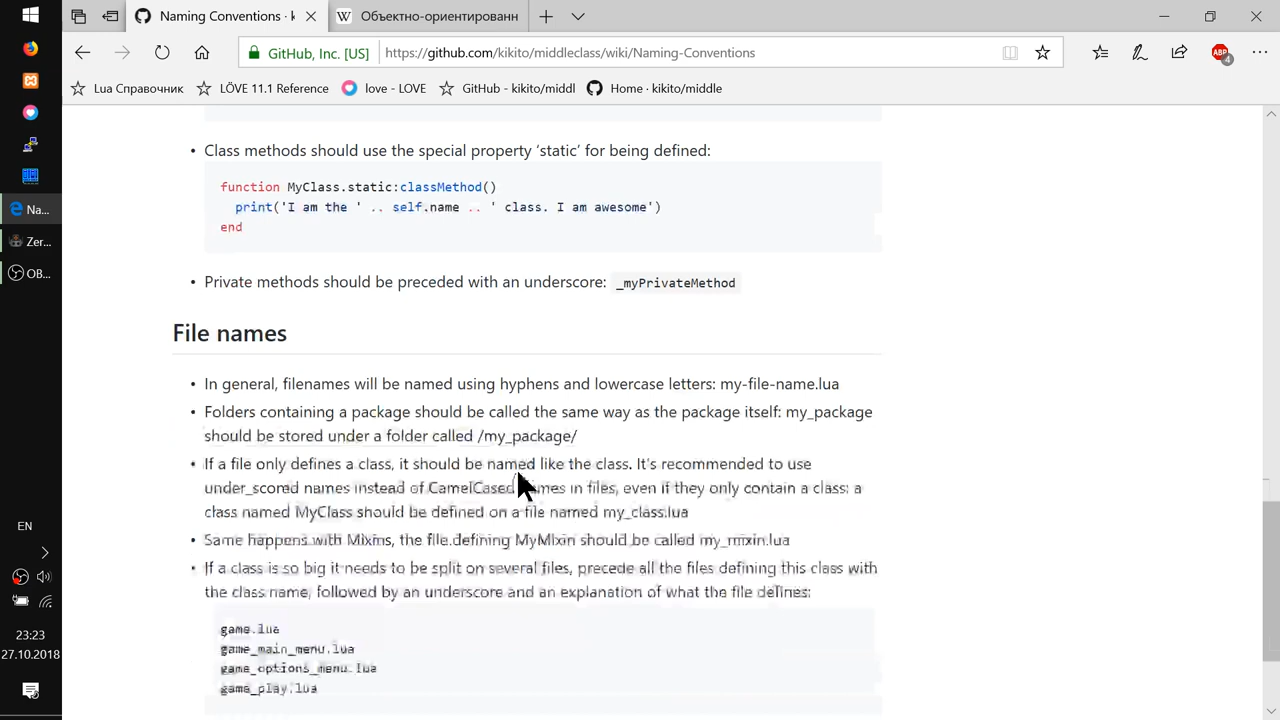 Naming Conventions · k
Объектно-ориентированн
GitHub, Inc. [US]
https://github.com/kikito/middleclass/wiki/Naming-Conventions
ABP
4
Lua Справочник
LÖVE 11.1 Reference
love - LOVE
GitHub - kikito/middl
Home · kikito/middle
Na...
Zer...
OB...
EN
23:23
27.10.2018
• Class methods should use the special property ‘static’ for being defined:
function MyClass.static:classMethod()
print('I am the ' .. self.name .. ' class. I am awesome')
end
• Private methods should be preceded with an underscore: _myPrivateMethod
File names
• In general, filenames will be named using hyphens and lowercase letters: my-file-name.lua
• Folders containing a package should be called the same way as the package itself: my_package
should be stored under a folder called /my_package/
• If a file only defines a class, it should be named like the class. It’s recommended to use
under_scored names instead of CamelCased names in files, even if they only contain a class: a
class named MyClass should be defined on a file named my_class.lua
• Same happens with Mixins, the file defining MyMixin should be called my_mixin.lua
• If a class is so big it needs to be split on several files, precede all the files defining this class with
the class name, followed by an underscore and an explanation of what the file defines:
game.lua
game_main_menu.lua
game_options_menu.lua
game_play.lua